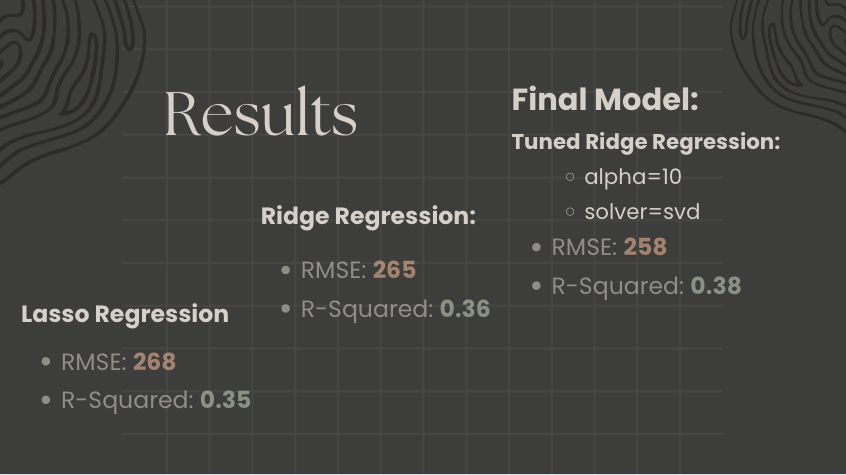 Results
Lasso Regression
RMSE: 268
R-Squared: 0.35
Ridge Regression:
RMSE: 265
R-Squared: 0.36
Final Model:
Tuned Ridge Regression:
alpha=10
solver=svd
RMSE: 258
R-Squared: 0.38